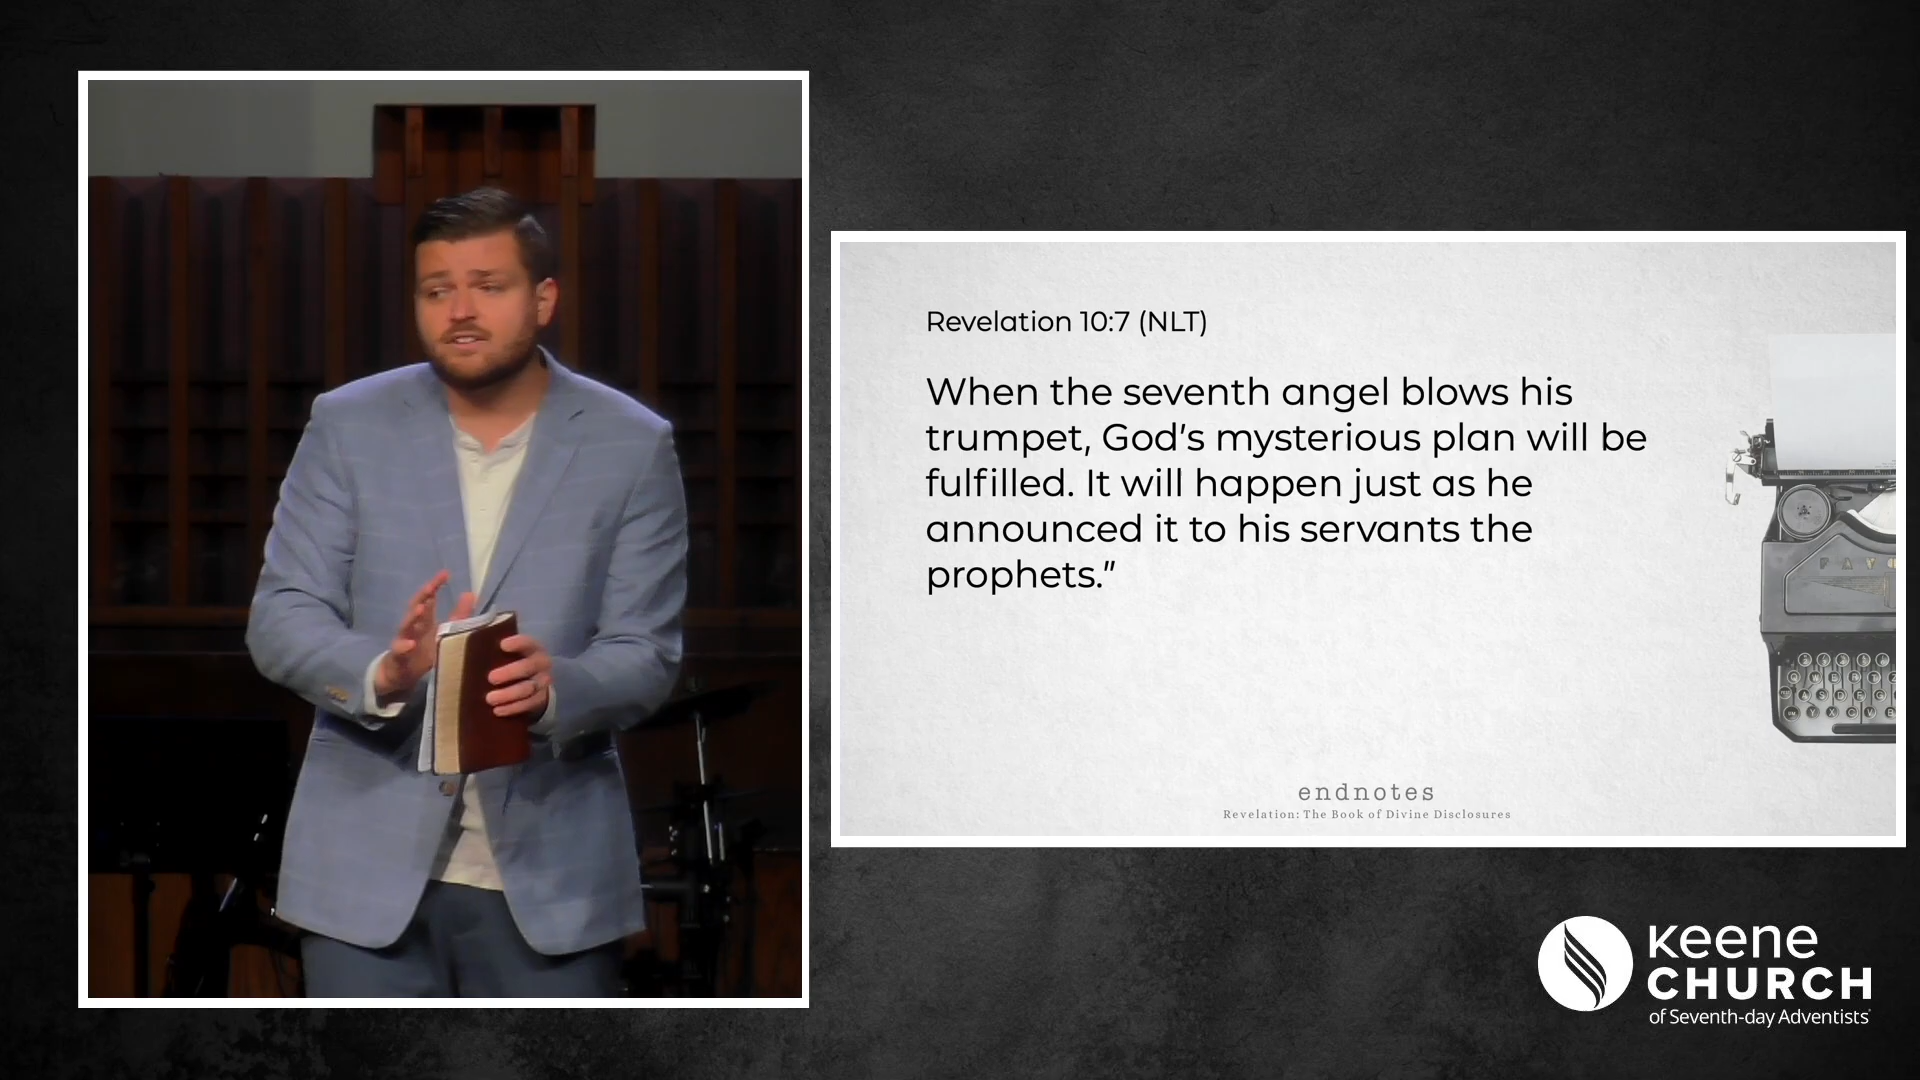 Revelation 10:7 (NLT)
When the seventh angel blows his
trumpet, God's mysterious plan will be
fulfilled. It will happen just as he
announced it to his servants the
prophets."
endnotes
Revelation: The Book of Divine Disclosures
Keene
CHURCH
of Seventh-day Adventists